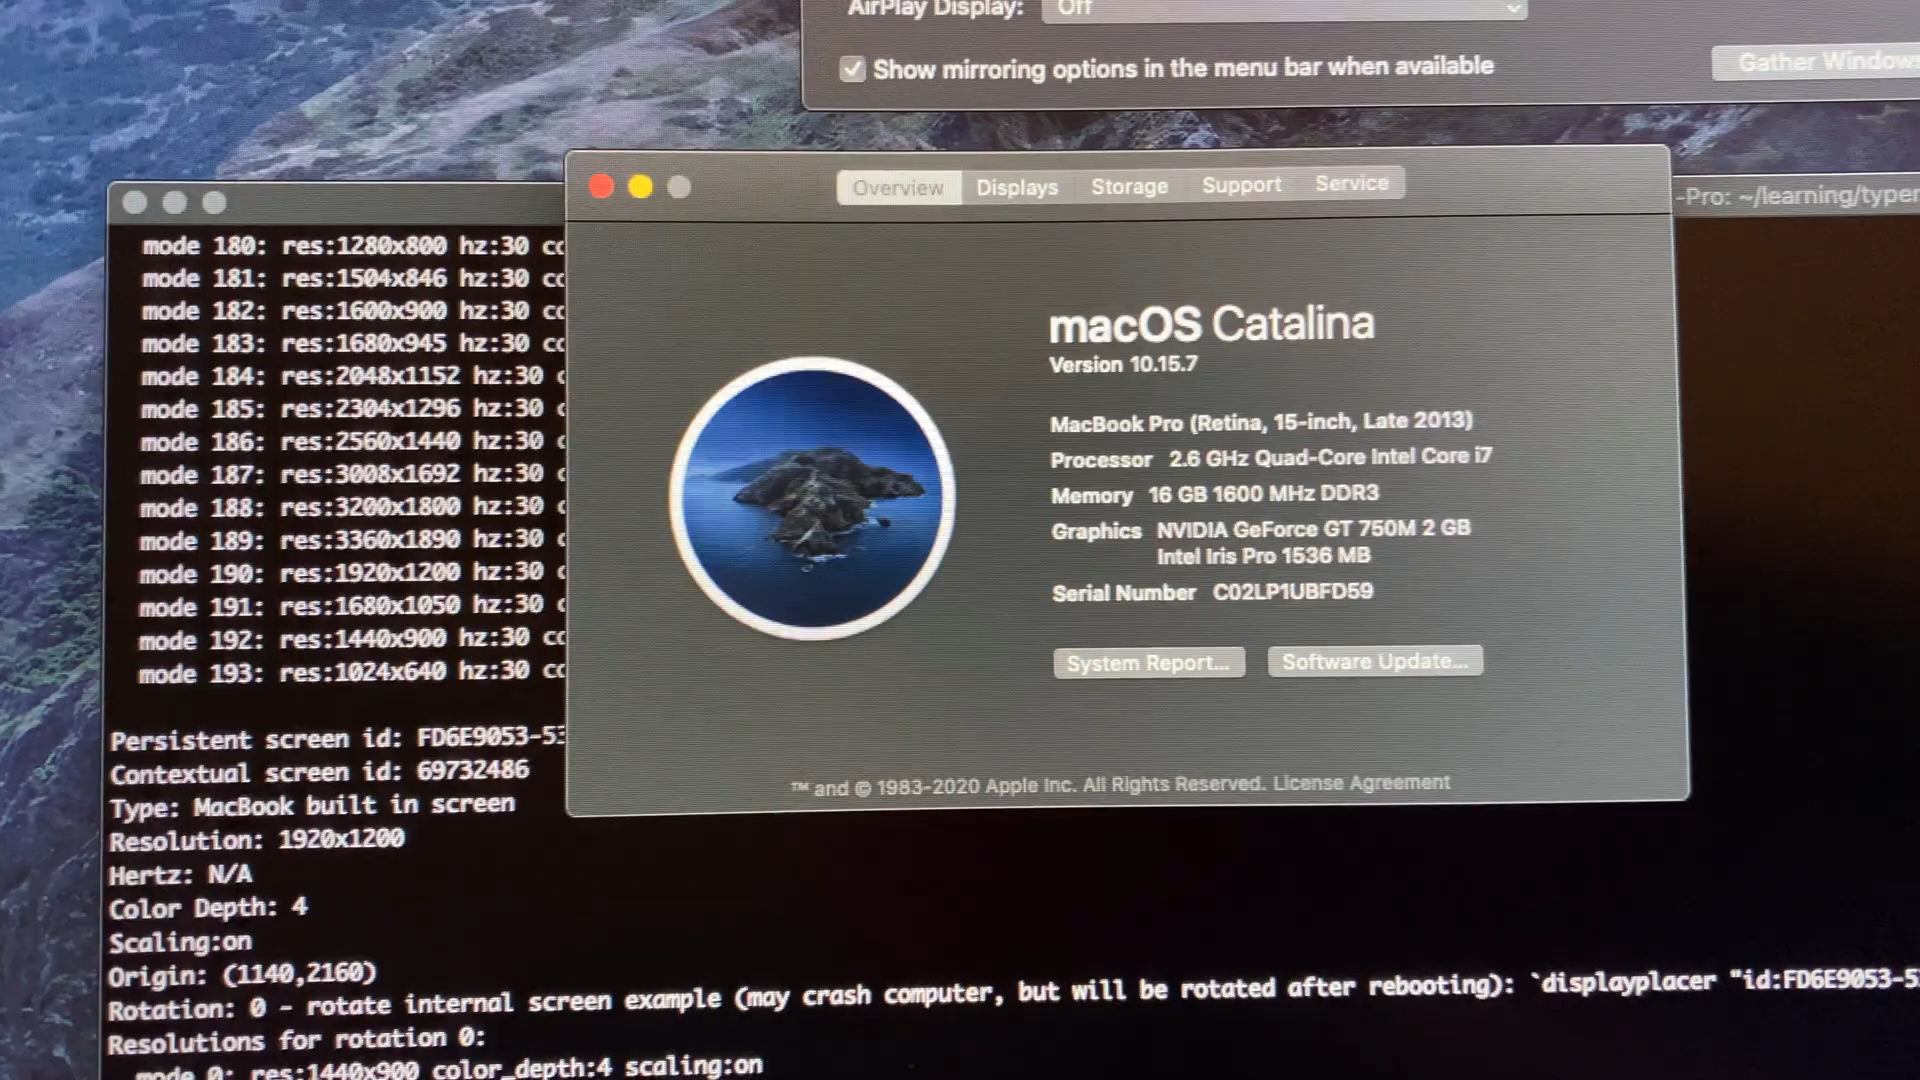 AirPlay Display: Off
Show mirroring options in the menu bar when available
Gather Windows
Overview Displays Storage Support Service
-Pro: ~/learning/typer
mode 180: res:1280x800 hz:30 co
mode 181: res:1504x846 hz:30 co
mode 182: res:1600x900 hz:30 co
mode 183: res:1680x945 hz:30 co
mode 184: res:2048x1152 hz:30 c
mode 185: res:2304x1296 hz:30 c
mode 186: res:2560x1440 hz:30 c
mode 187: res:3008x1692 hz:30 c
mode 188: res:3200x1800 hz:30 c
mode 189: res:3360x1890 hz:30 c
mode 190: res:1920x1200 hz:30 c
mode 191: res:1680x1050 hz:30 c
mode 192: res:1440x900 hz:30 co
mode 193: res:1024x640 hz:30 co
macOS Catalina
Version 10.15.7
MacBook Pro (Retina, 15-inch, Late 2013)
Processor 2.6 GHz Quad-Core Intel Core i7
Memory 16 GB 1600 MHz DDR3
Graphics NVIDIA GeForce GT 750M 2 GB
Intel Iris Pro 1536 MB
Serial Number C02LP1UBFD59
System Report... Software Update...
™ and © 1983-2020 Apple Inc. All Rights Reserved. License Agreement
Persistent screen id: FD6E9053-53
Contextual screen id: 69732486
Type: MacBook built in screen
Resolution: 1920x1200
Hertz: N/A
Color Depth: 4
Scaling:on
Origin: (1140,2160)
Rotation: 0 - rotate internal screen example (may crash computer, but will be rotated after rebooting): `displayplacer "id:FD6E9053-5
Resolutions for rotation 0:
mode 0: res:1440x900 color_depth:4 scaling:on